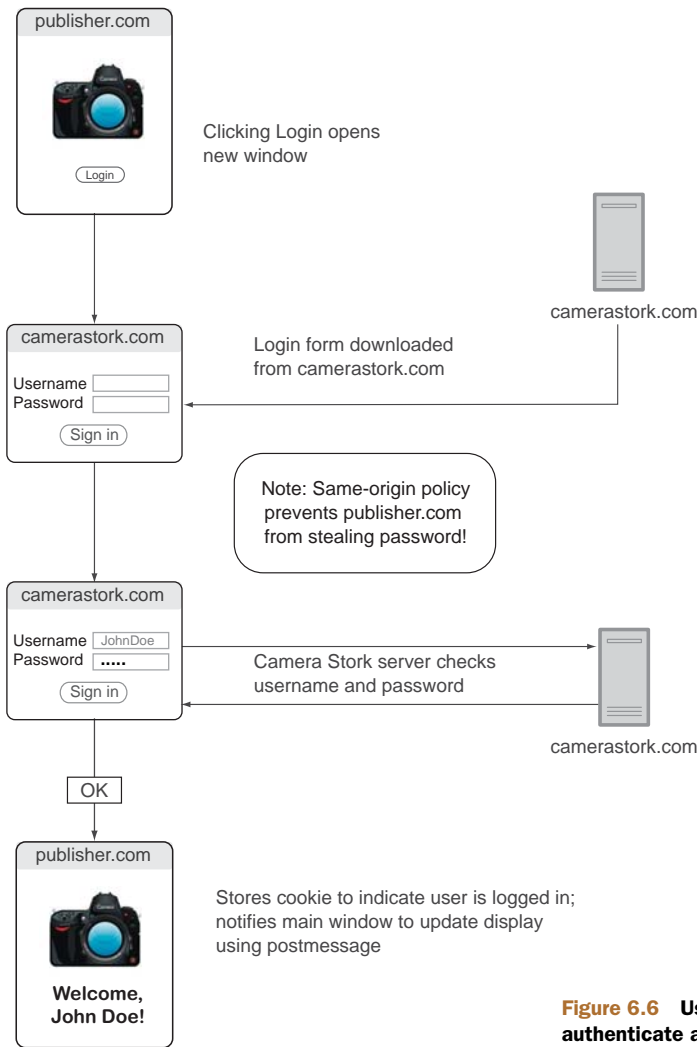 publisher.com
Camera
Login
Clicking Login opens
new window
camerastork.com
camerastork.com
Login form downloaded
from camerastork.com
Username
Password
Sign in
Note: Same-origin policy
prevents publisher.com
from stealing password!
camerastork.com
Username JohnDoe
Password .....
Sign in
Camera Stork server checks
username and password
camerastork.com
OK
publisher.com
Stores cookie to indicate user is logged in;
notifies main window to update display
using postmessage
Welcome,
John Doe!
Figure 6.6
authenticate